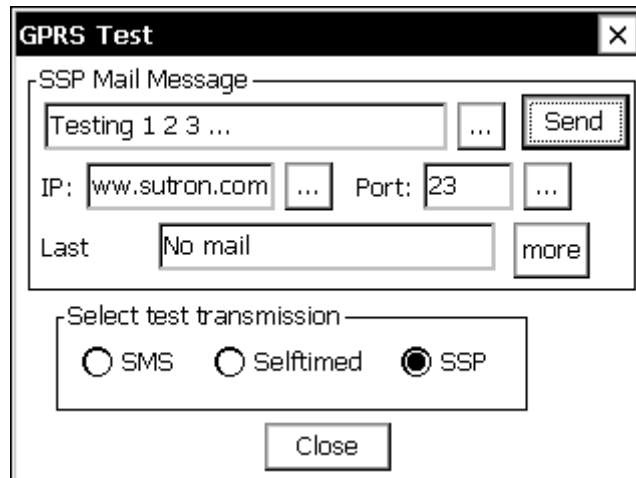 GPRS Test
SSP Mail Message
Testing 1 2 3 ... ... Send
IP: ww.sutron.com ... Port: 23 ...
Last No mail more
Select test transmission
SMS Selftimed SSP
Close